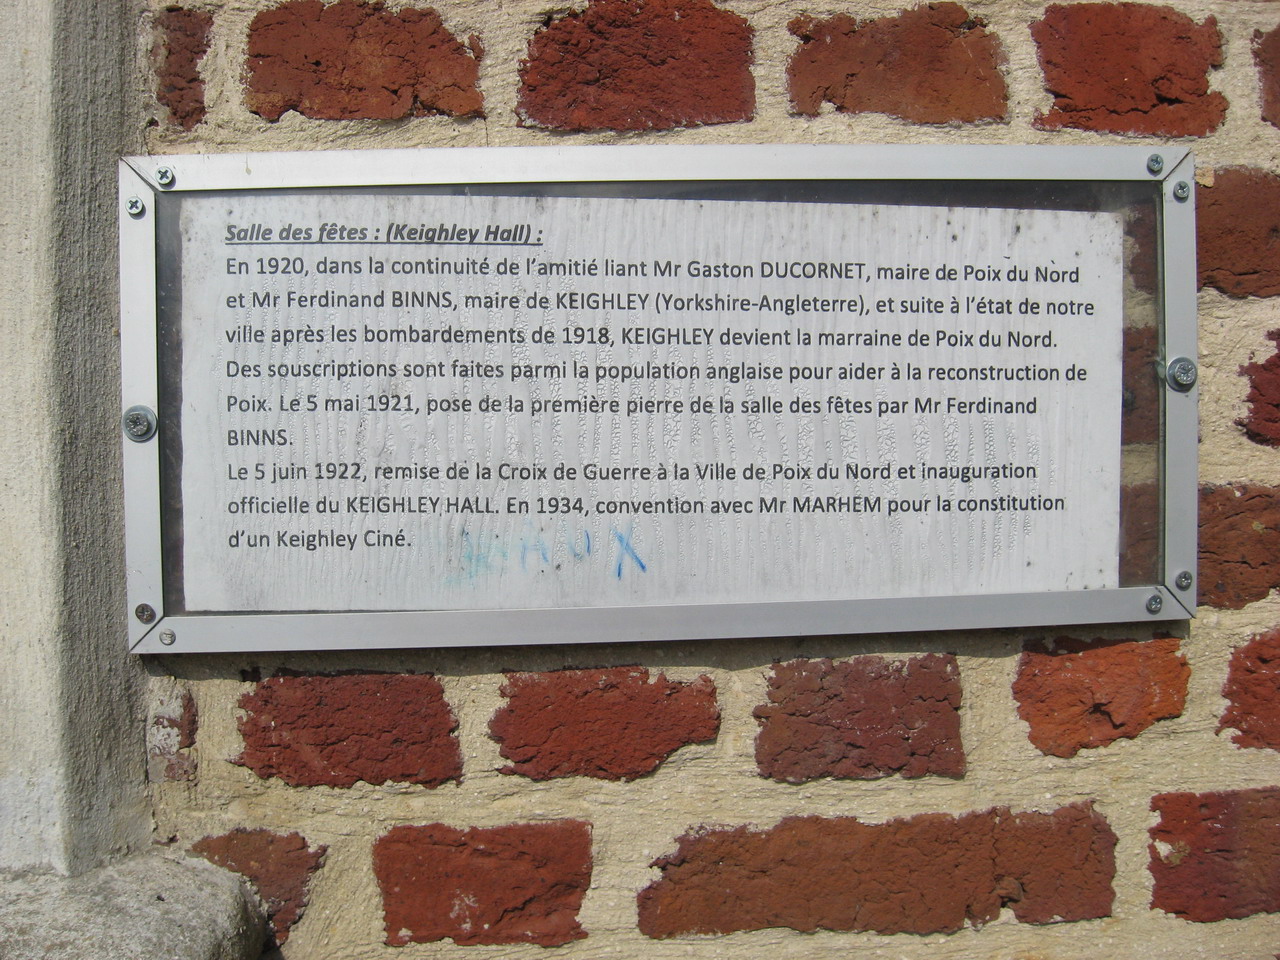 Salle des fêtes : (Keighley Hall) :
En 1920, dans la continuité de l'amitié liant Mr Gaston DUCORNET, maire de Poix du Nord
et Mr Ferdinand BINNS, maire de KEIGHLEY (Yorkshire-Angleterre), et suite à l'état de notre
ville après les bombardements de 1918, KEIGHLEY devient la marraine de Poix du Nord.
Des souscriptions sont faites parmi la population anglaise pour aider à la reconstruction de
Poix. Le 5 mai 1921, pose de la première pierre de la salle des fêtes par Mr Ferdinand
BINNS.
Le 5 juin 1922, remise de la Croix de Guerre à la Ville de Poix du Nord et inauguration
officielle du KEIGHLEY HALL. En 1934, convention avec Mr MARHEM pour la constitution
d'un Keighley Ciné.